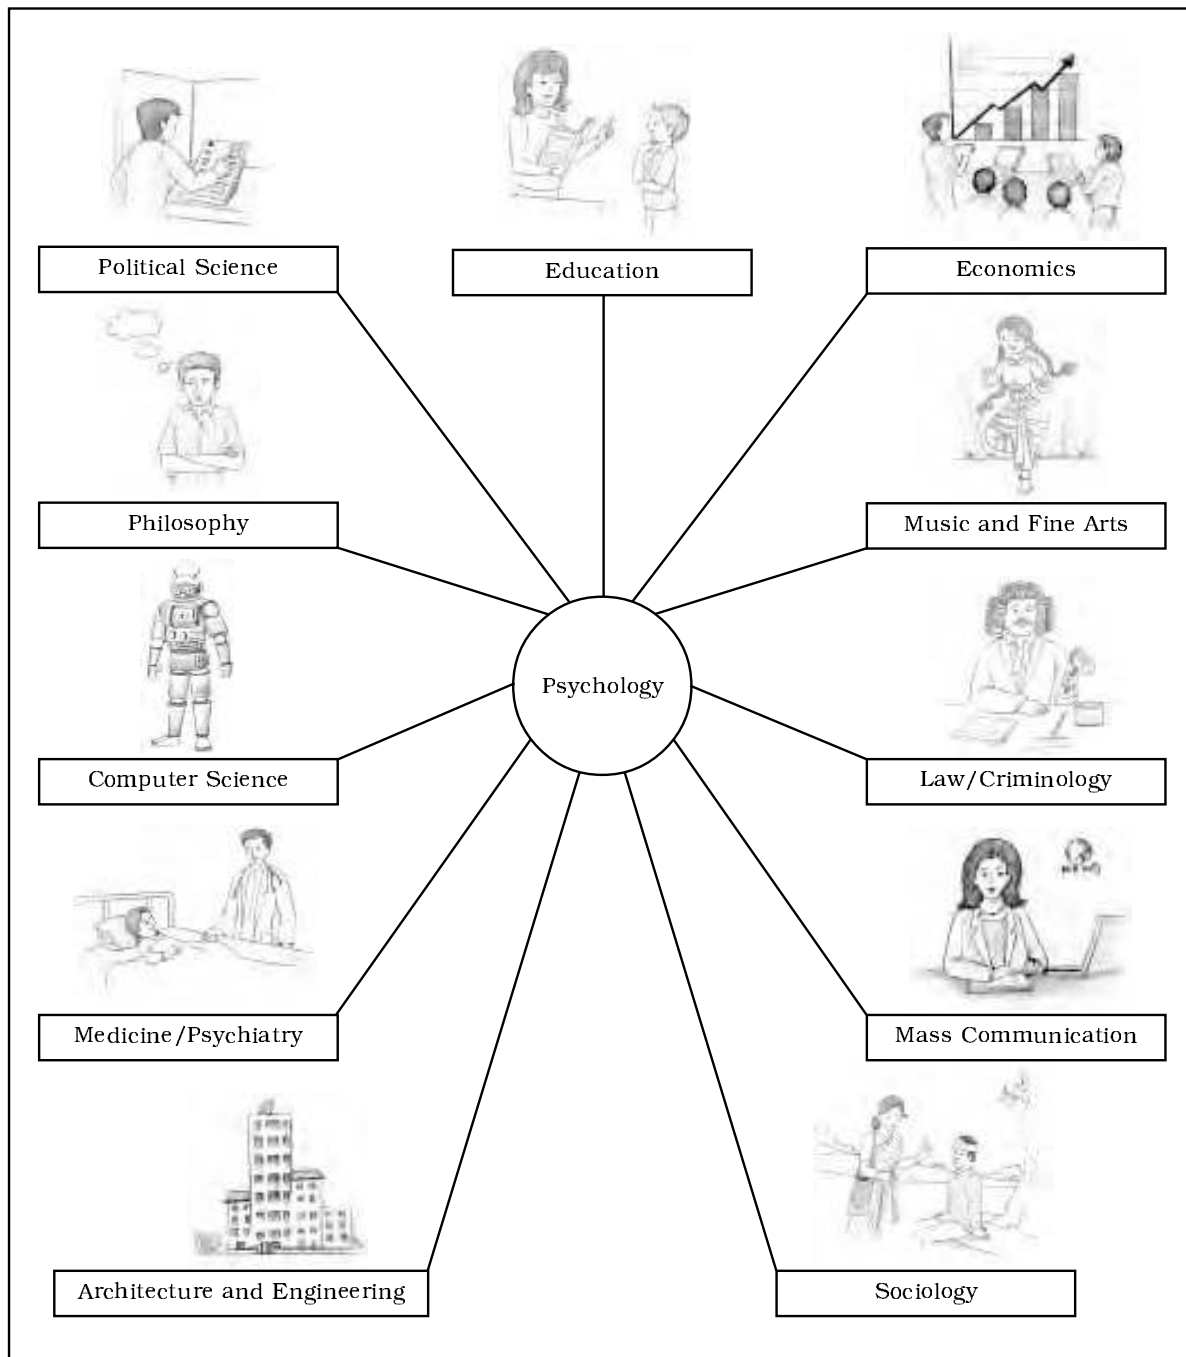 Political Science
Education
Economics
Philosophy
Music and Fine Arts
Psychology
Computer Science
Law/Criminology
NEWS
Medicine/Psychiatry
Mass Communication
Architecture and Engineering
Sociology